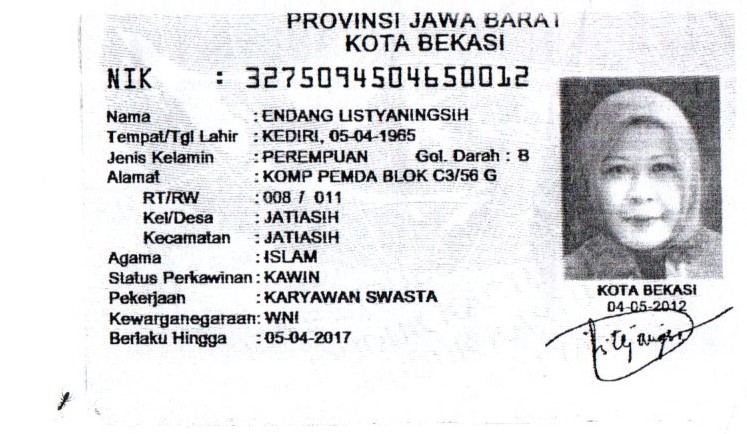 PROVINSI JAWA BARAT
KOTA BEKASI
NIK : 3275094504650012
Nama : ENDANG LISTYANINGSIH
Tempat/Tgl Lahir : KEDIRI, 05-04-1965
Jenis Kelamin : PEREMPUAN Gol. Darah : B
Alamat : KOMP PEMDA BLOK C3/56 G
RT/RW : 008 / 011
Kel/Desa : JATIASIH
Kecamatan : JATIASIH
Agama : ISLAM
Status Perkawinan : KAWIN
Pekerjaan : KARYAWAN SWASTA
Kewarganegaraan: WNI
Berlaku Hingga : 05-04-2017
KOTA BEKASI
04-05-2012